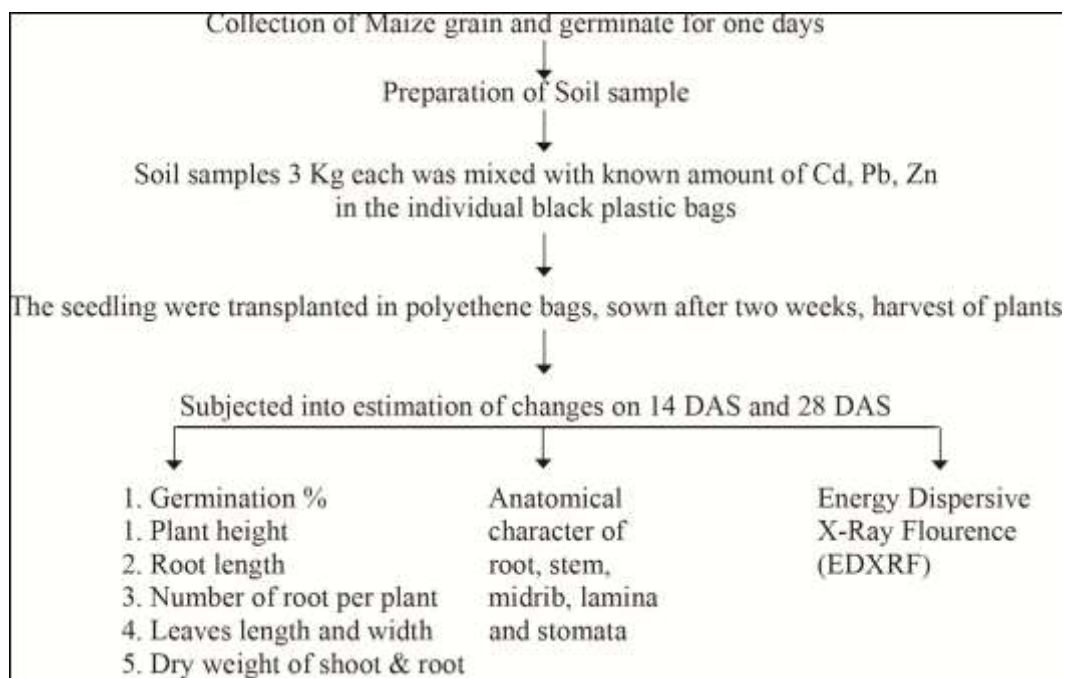 Collection of Maize grain and germinate for one days
Preparation of Soil sample
Soil samples 3 Kg each was mixed with known amount of Cd, Pb, Zn
in the individual black plastic bags
The seedling were transplanted in polyethene bags, sown after two weeks, harvest of plants
Subjected into estimation of changes on 14 DAS and 28 DAS
1. Germination %
1. Plant height
2. Root length
3. Number of root per plant
4. Leaves length and width
5. Dry weight of shoot & root
Anatomical
character of
root, stem,
midrib, lamina
and stomata
Energy Dispersive
X-Ray Flourence
(EDXRF)